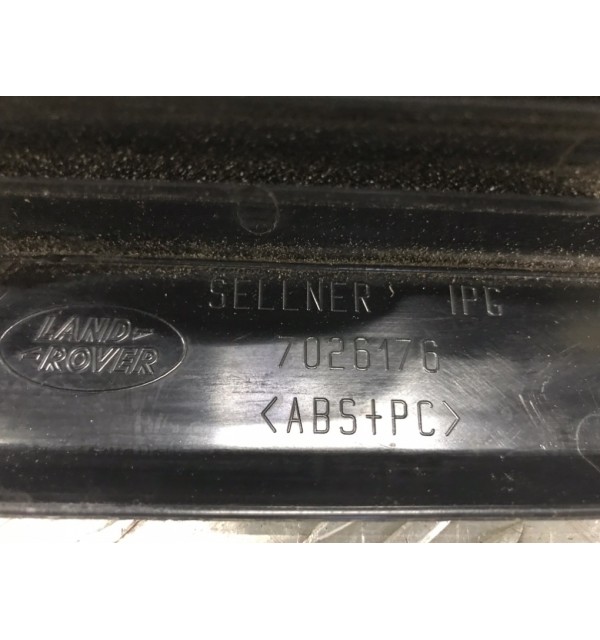 SELLNER IPG
LAND-
-ROVER
7026176
<ABS+PC>